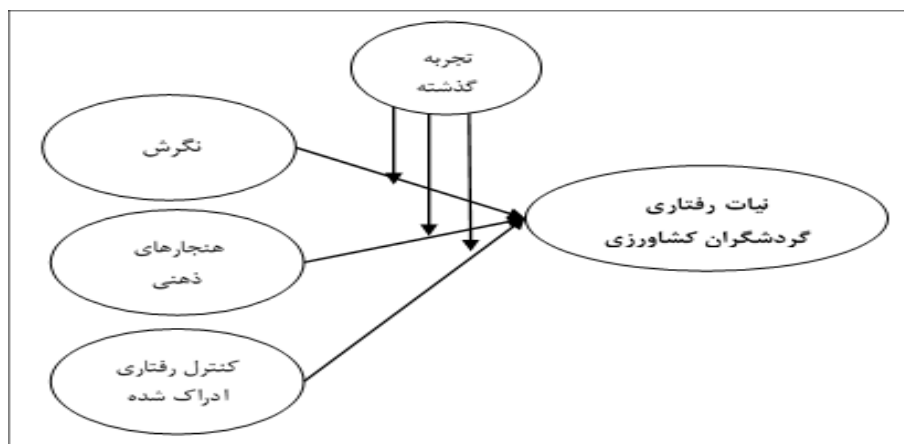 تجربه
گذشته
نگرش
نیات رفتاری
گردشگران کشاورزی
هنجارهای
ذهنی
کنترل رفتاری
ادراک شده